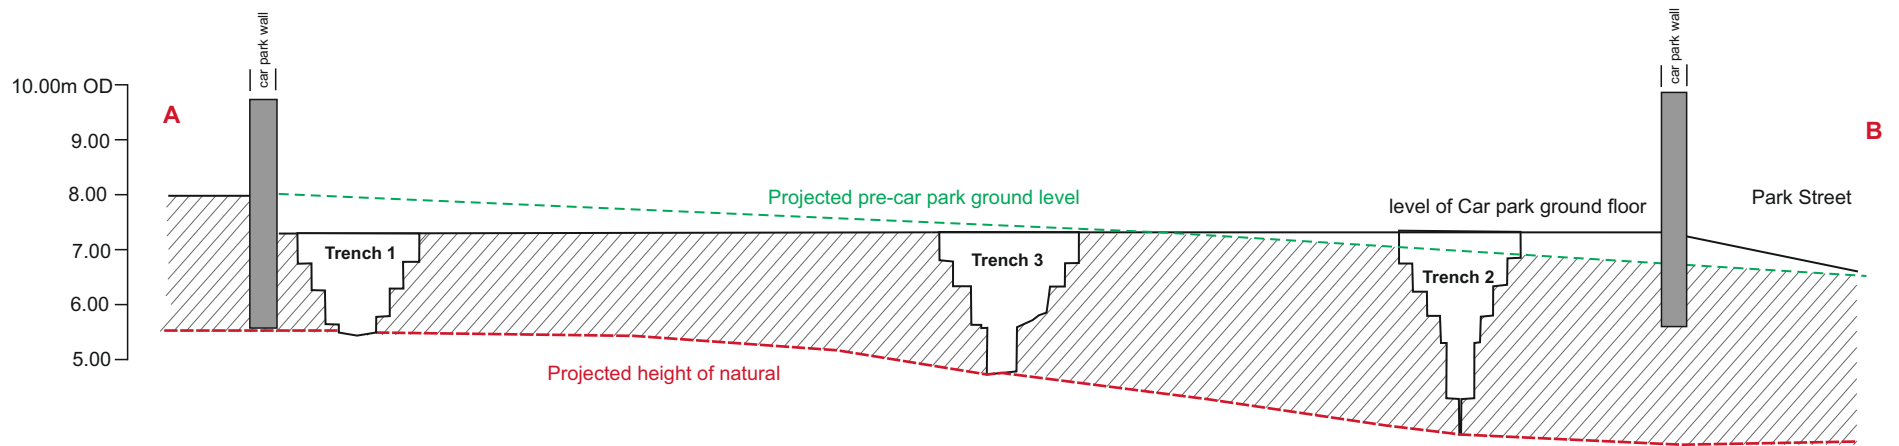 car park wall
car park wall
10.00m OD
A
9.00
B
8.00
Projected pre-car park ground level
level of Car park ground floor
Park Street
7.00
Trench 1
Trench 3
Trench 2
6.00
5.00
Projected height of natural